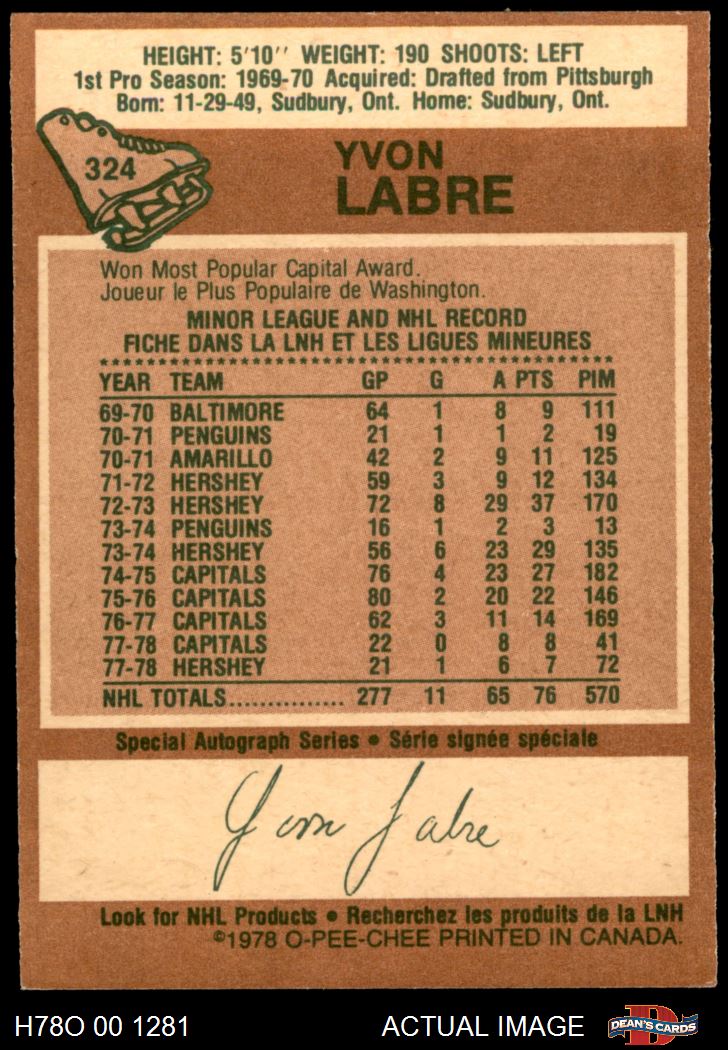 HEIGHT: 5'10'' WEIGHT: 190 SHOOTS: LEFT
1st Pro Season: 1969-70 Acquired: Drafted from Pittsburgh
Born: 11-29-49, Sudbury, Ont. Home: Sudbury, Ont.
324
YVON
LABRE
Won Most Popular Capital Award.
Joueur le Plus Populaire de Washington.
MINOR LEAGUE AND NHL RECORD
FICHE DANS LA LNH ET LES LIGUES MINEURES
YEAR TEAM GP G A PTS PIM
69-70 BALTIMORE 64 1 8 9 111
70-71 PENGUINS 21 1 1 2 19
70-71 AMARILLO 42 2 9 11 125
71-72 HERSHEY 59 3 9 12 134
72-73 HERSHEY 72 8 29 37 170
73-74 PENGUINS 16 1 2 3 13
73-74 HERSHEY 56 6 23 29 135
74-75 CAPITALS 76 4 23 27 182
75-76 CAPITALS 80 2 20 22 146
76-77 CAPITALS 62 3 11 14 169
77-78 CAPITALS 22 0 8 8 41
77-78 HERSHEY 21 1 6 7 72
NHL TOTALS............... 277 11 65 76 570
Special Autograph Series • Série signée spéciale
Yvon Labre
Look for NHL Products • Recherchez les produits de la LNH
©1978 O-PEE-CHEE PRINTED IN CANADA.
H78O 00 1281 ACTUAL IMAGE D DEAN'S CARDS